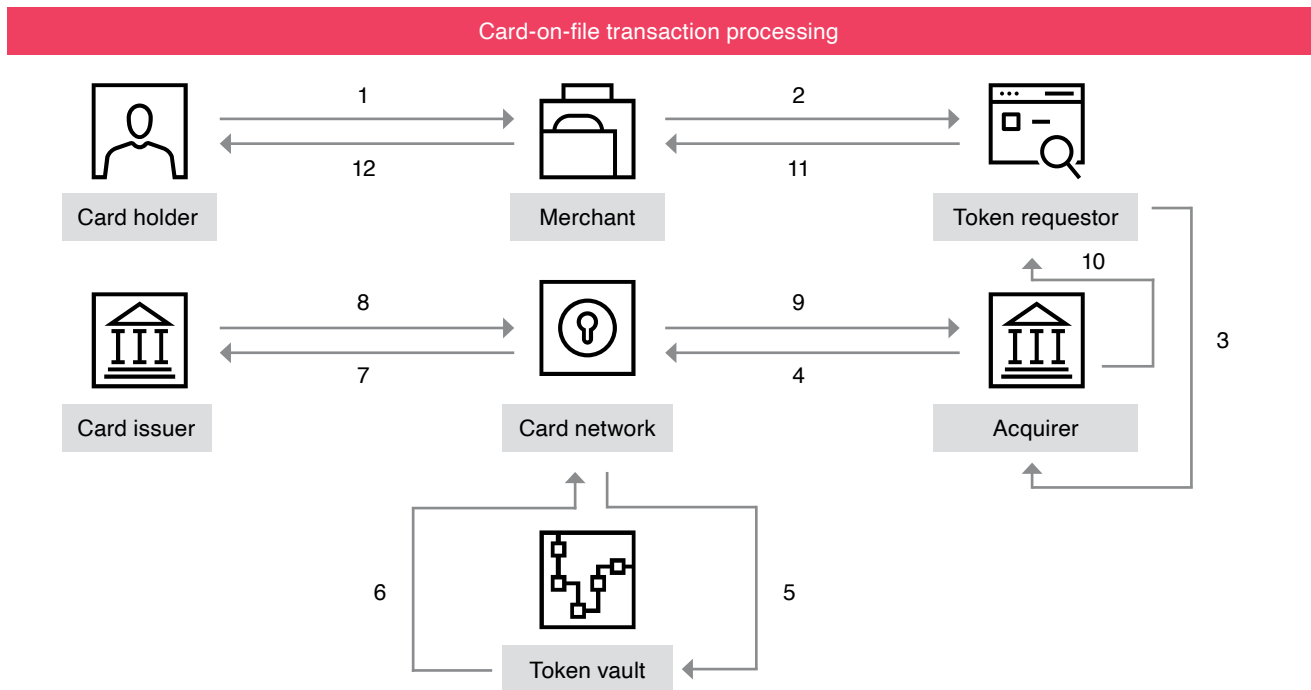 Card-on-file transaction processing
1
2
12
11
Card holder
Merchant
Token requestor
10
8
9
3
7
4
Card issuer
Card network
Acquirer
6
5
Token vault